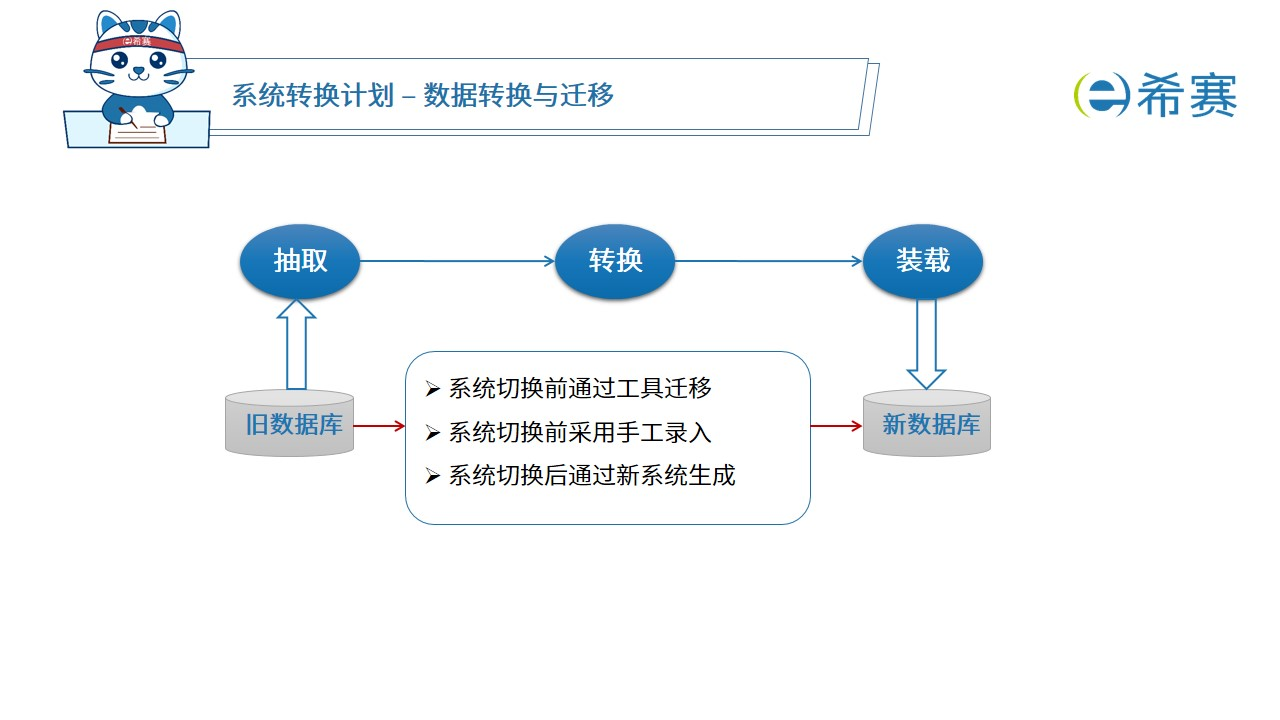 希赛
系统转换计划 – 数据转换与迁移
希赛
抽取
转换
装载
旧数据库
➢ 系统切换前通过工具迁移
➢ 系统切换前采用手工录入
➢ 系统切换后通过新系统生成
新数据库